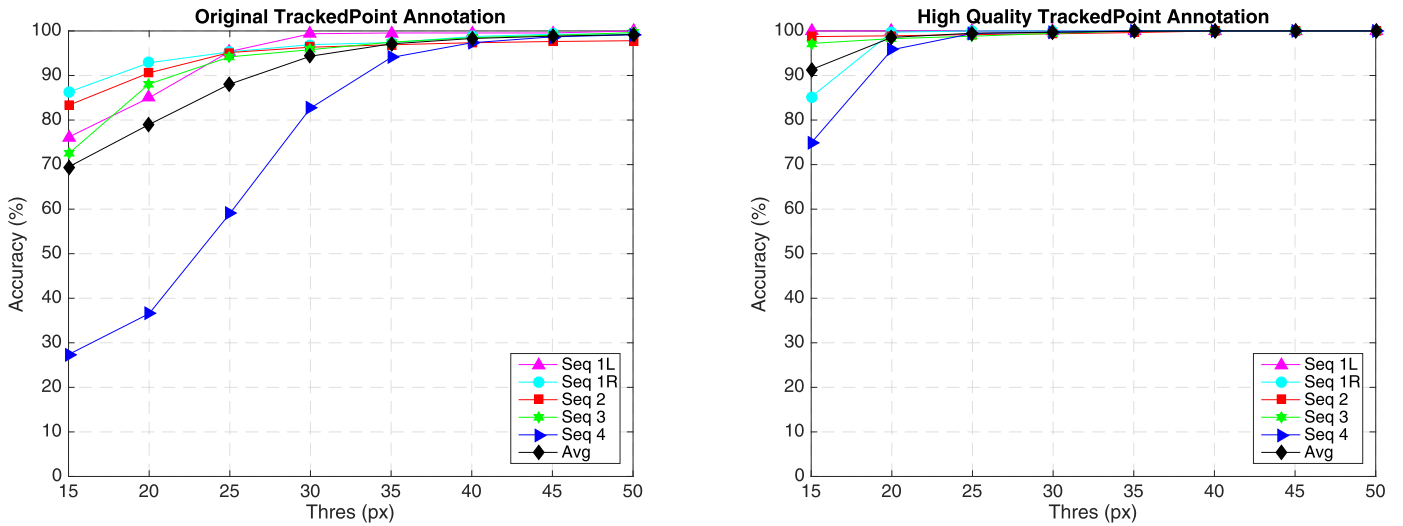 Original TrackedPoint Annotation
100
90
80
70
60
50
40
30
20
10
0
Accuracy (%)
15 20 25 30 35 40 45 50
Thres (px)
Seq 1L
Seq 1R
Seq 2
Seq 3
Seq 4
Avg
High Quality TrackedPoint Annotation
100
90
80
70
60
50
40
30
20
10
0
Accuracy (%)
15 20 25 30 35 40 45 50
Thres (px)
Seq 1L
Seq 1R
Seq 2
Seq 3
Seq 4
Avg